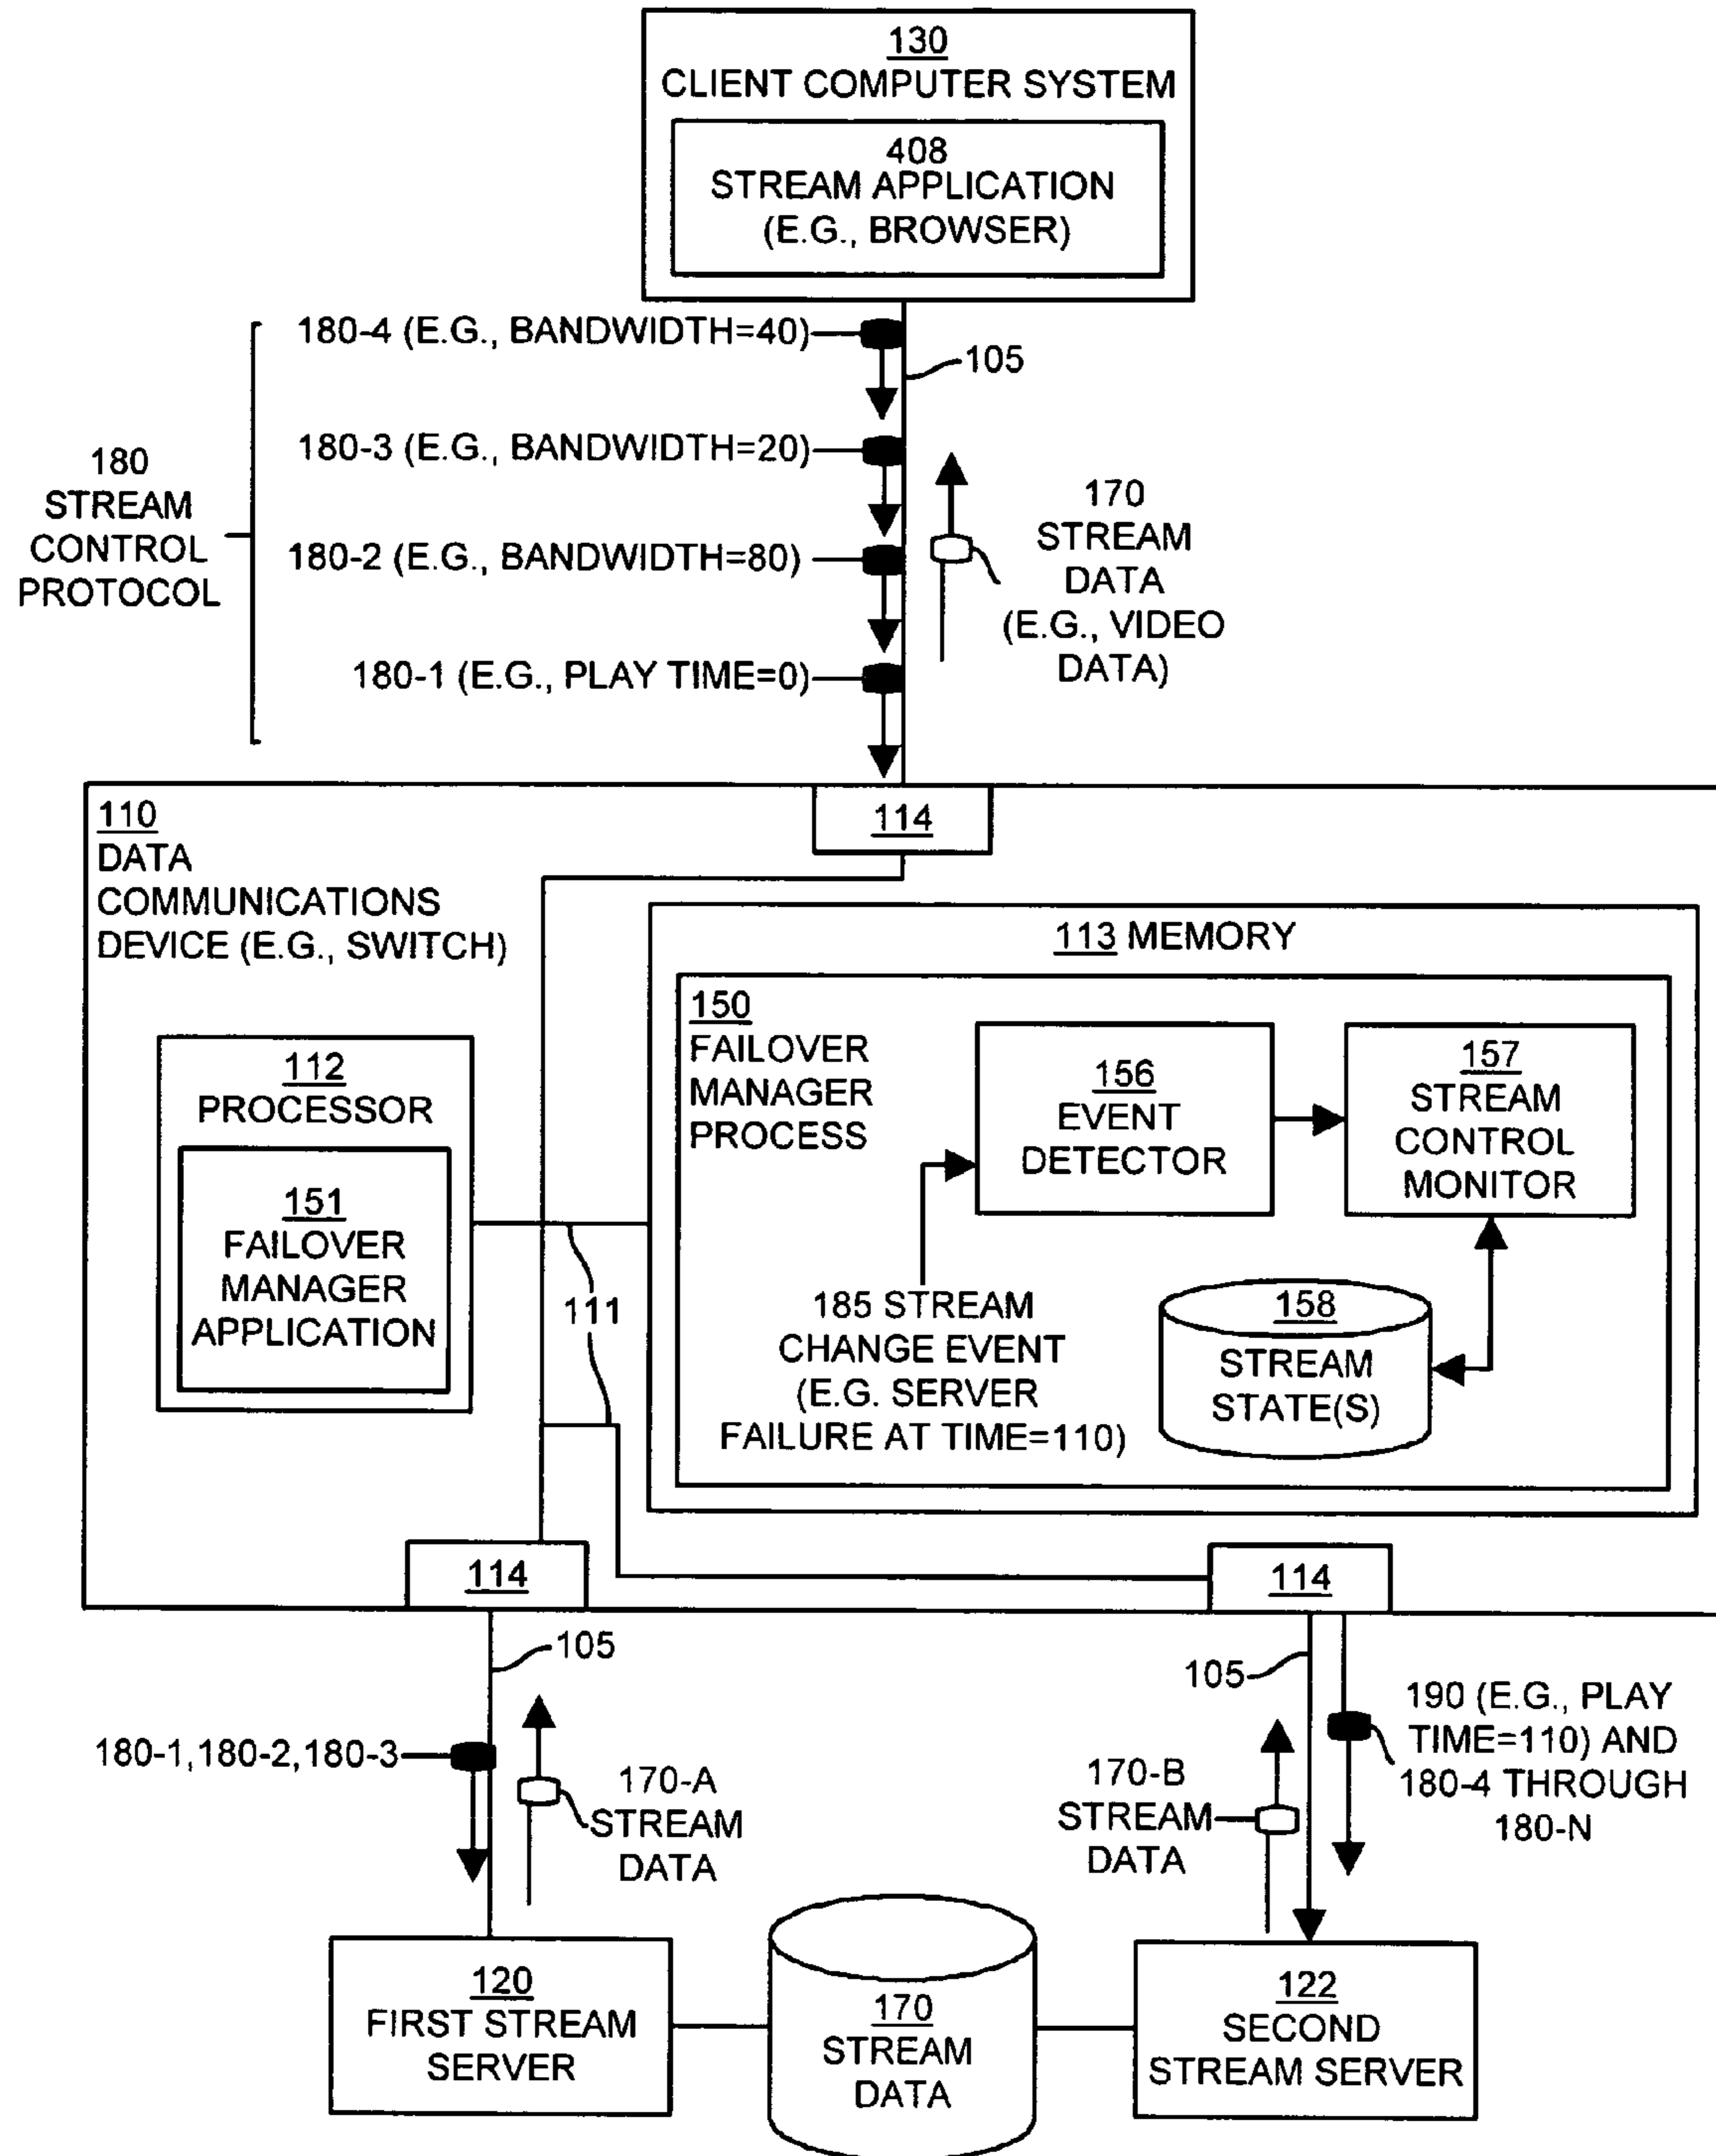 130
CLIENT COMPUTER SYSTEM
408
STREAM APPLICATION
(E.G., BROWSER)
180-4 (E.G., BANDWIDTH=40)
105
180-3 (E.G., BANDWIDTH=20)
180
STREAM
CONTROL
PROTOCOL
170
STREAM
DATA
(E.G., VIDEO
DATA)
180-2 (E.G., BANDWIDTH=80)
180-1 (E.G., PLAY TIME=0)
110
DATA
COMMUNICATIONS
DEVICE (E.G., SWITCH)
114
113 MEMORY
150
FAILOVER
MANAGER
PROCESS
156
EVENT
DETECTOR
157
STREAM
CONTROL
MONITOR
112
PROCESSOR
151
FAILOVER
MANAGER
APPLICATION
111
185 STREAM
CHANGE EVENT
(E.G. SERVER
FAILURE AT TIME=110)
158
STREAM
STATE(S)
114
114
105
105
180-1,180-2,180-3
170-A
STREAM
DATA
170-B
STREAM
DATA
190 (E.G., PLAY
TIME=110) AND
180-4 THROUGH
180-N
120
FIRST STREAM
SERVER
170
STREAM
DATA
122
SECOND
STREAM SERVER